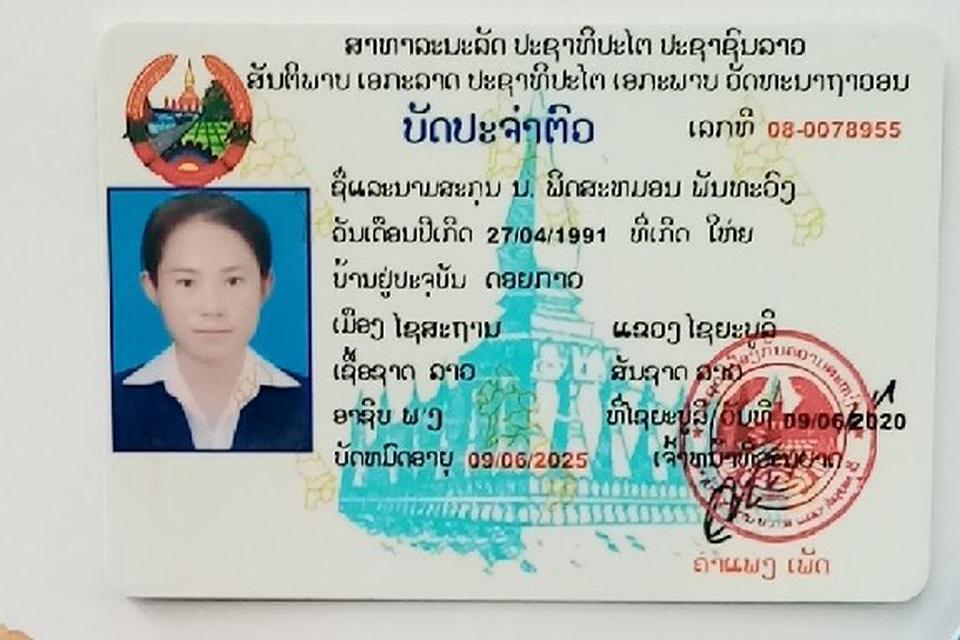 ສາທາລະນະລັດ ປະຊາທິປະໄຕ ປະຊາຊົນລາວ
ສັນຕິພາບ ເອກະລາດ ປະຊາທິປະໄຕ ເອກະພາບ ວັດທະນາຖາວອນ
ບັດປະຈຳຕົວ ເລກທີ 08-0078955
ຊື່ແລະນາມສະກຸນ ນ. ພິດສະຫມອນ ພັນທະວົງ
ວັນເດືອນປີເກີດ 27/04/1991 ທີ່ເກີດ ໃຫ່ຍ
ບ້ານຢູ່ປະຈຸບັນ ດອຍກາວ
ເມືອງ ໄຊສະຖານ ແຂວງ ໄຊຍະບູລີ
ເຊື້ອຊາດ ລາວ ສັນຊາດ ລາວ
ອາຊີບ ພ/ງ ທີ່ໄຊຍະບູລີ ວັນທີ 09/06/2020
ບັດຫມົດອາຍຸ 09/06/2025 ເຈົ້າຫນ້າທີ່ອະນຸຍາດ
ຄຳແພງ ເພັດ